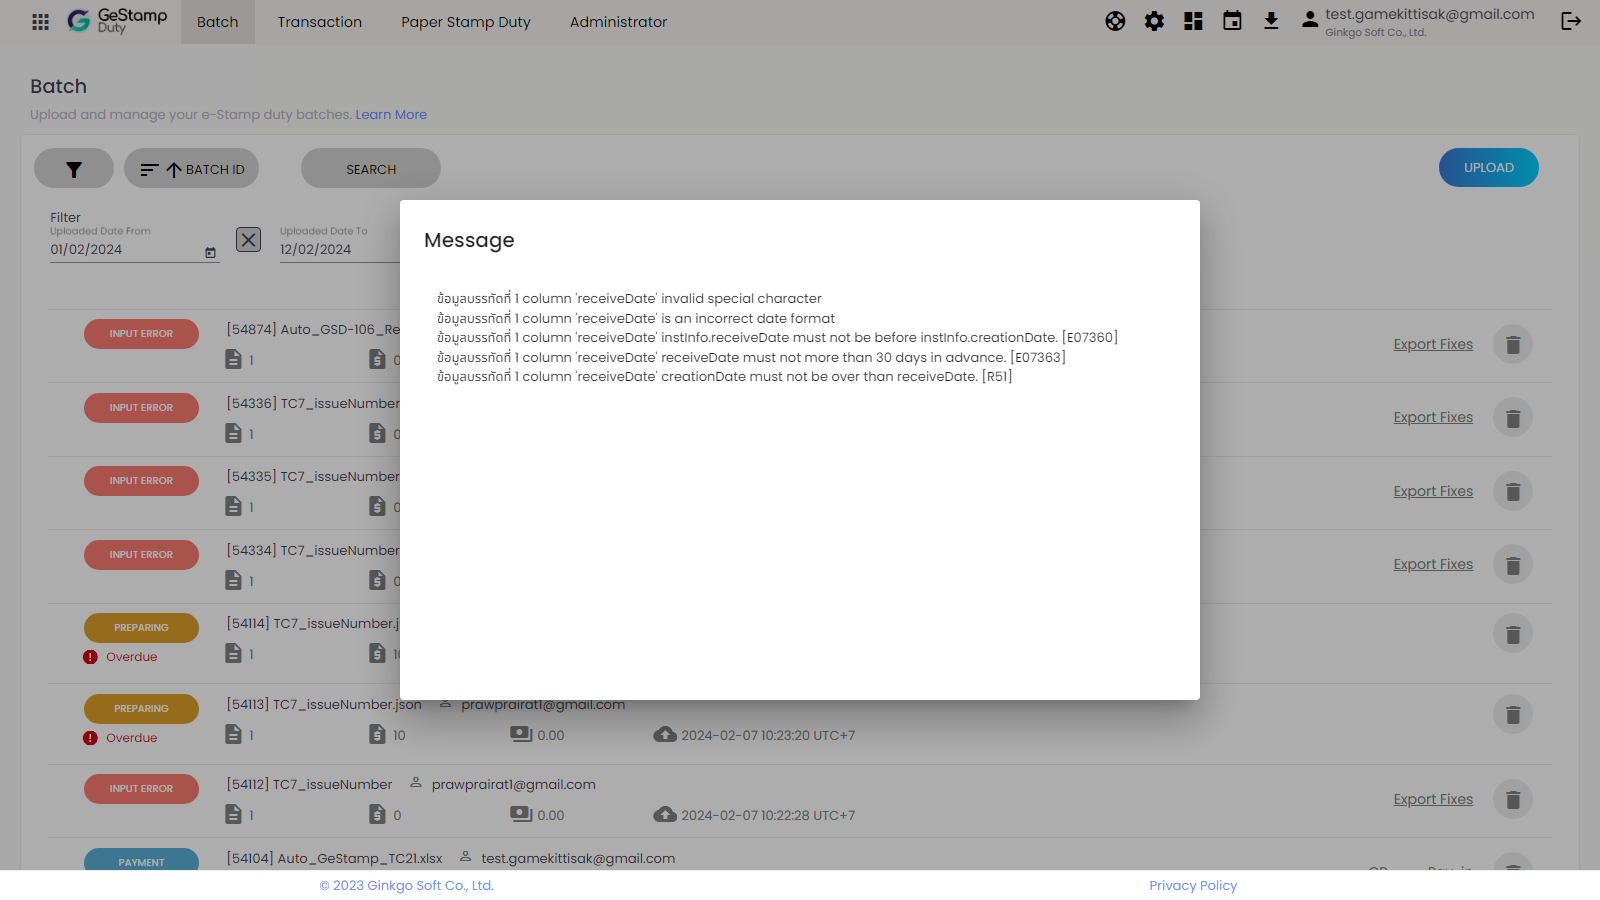 GeStamp
Duty
Batch
Transaction
Paper Stamp Duty
Administrator
test.gamekittisak@gmail.com
Ginkgo Soft Co., Ltd.
Batch
Upload and manage your e-Stamp duty batches. Learn More
BATCH ID
SEARCH
UPLOAD
Filter
Uploaded Date From
01/02/2024
Uploaded Date To
12/02/2024
Message
ข้อมูลบรรทัดที่ 1 column 'receiveDate' invalid special character
ข้อมูลบรรทัดที่ 1 column 'receiveDate' is an incorrect date format
ข้อมูลบรรทัดที่ 1 column 'receiveDate' instInfo.receiveDate must not be before instInfo.creationDate. [E07360]
ข้อมูลบรรทัดที่ 1 column 'receiveDate' receiveDate must not more than 30 days in advance. [E07363]
ข้อมูลบรรทัดที่ 1 column 'receiveDate' creationDate must not be over than receiveDate. [R51]
INPUT ERROR
[54874] Auto_GSD-106_Re
1
0
Export Fixes
INPUT ERROR
[54336] TC7_issueNumber
1
0
Export Fixes
INPUT ERROR
[54335] TC7_issueNumber
1
0
Export Fixes
INPUT ERROR
[54334] TC7_issueNumber
1
0
Export Fixes
PREPARING
Overdue
[54114] TC7_issueNumber.j
1
PREPARING
Overdue
[54113] TC7_issueNumber.json
prawprairat1@gmail.com
1
10
0.00
2024-02-07 10:23:20 UTC+7
INPUT ERROR
[54112] TC7_issueNumber
prawprairat1@gmail.com
1
0
0.00
2024-02-07 10:22:28 UTC+7
Export Fixes
PAYMENT
[54104] Auto_GeStamp_TC21.xlsx
test.gamekittisak@gmail.com
© 2023 Ginkgo Soft Co., Ltd.
Privacy Policy